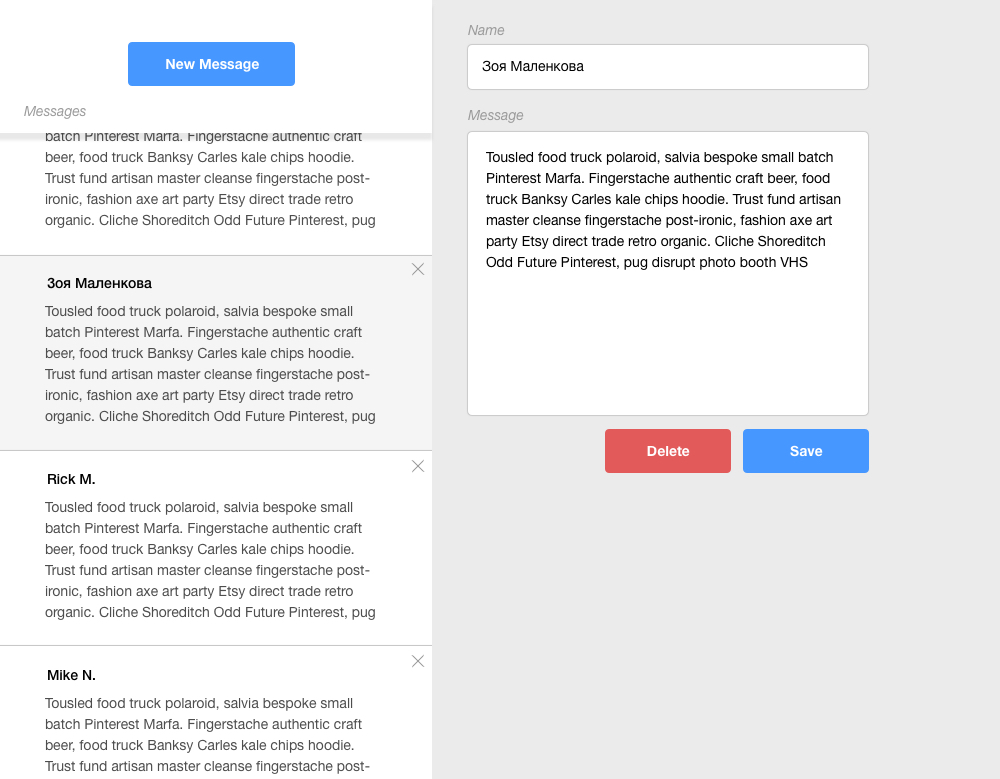 New Message
Messages
batch Pinterest Marfa. Fingerstache authentic craft
beer, food truck Banksy Carles kale chips hoodie.
Trust fund artisan master cleanse fingerstache post-
ironic, fashion axe art party Etsy direct trade retro
organic. Cliche Shoreditch Odd Future Pinterest, pug
Зоя Маленкова
Tousled food truck polaroid, salvia bespoke small
batch Pinterest Marfa. Fingerstache authentic craft
beer, food truck Banksy Carles kale chips hoodie.
Trust fund artisan master cleanse fingerstache post-
ironic, fashion axe art party Etsy direct trade retro
organic. Cliche Shoreditch Odd Future Pinterest, pug
Rick M.
Tousled food truck polaroid, salvia bespoke small
batch Pinterest Marfa. Fingerstache authentic craft
beer, food truck Banksy Carles kale chips hoodie.
Trust fund artisan master cleanse fingerstache post-
ironic, fashion axe art party Etsy direct trade retro
organic. Cliche Shoreditch Odd Future Pinterest, pug
Mike N.
Tousled food truck polaroid, salvia bespoke small
batch Pinterest Marfa. Fingerstache authentic craft
beer, food truck Banksy Carles kale chips hoodie.
Trust fund artisan master cleanse fingerstache post-
Name
Зоя Маленкова
Message
Tousled food truck polaroid, salvia bespoke small batch
Pinterest Marfa. Fingerstache authentic craft beer, food
truck Banksy Carles kale chips hoodie. Trust fund artisan
master cleanse fingerstache post-ironic, fashion axe art
party Etsy direct trade retro organic. Cliche Shoreditch
Odd Future Pinterest, pug disrupt photo booth VHS
Delete
Save